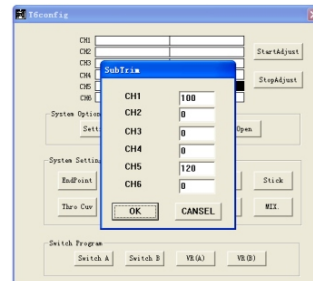 T6config
CH1
CH2
CH3
CH4
CH5
CH6
StartAdjust
StopAdjust
System Option
Open
SubTrim
CH1 100
CH2 0
CH3 0
CH4 0
CH5 120
CH6 0
OK CANSEL
EndPoint Stick
Thro Cuv MIX.
Switch Program
Switch A Switch B VR(A) VR(B)